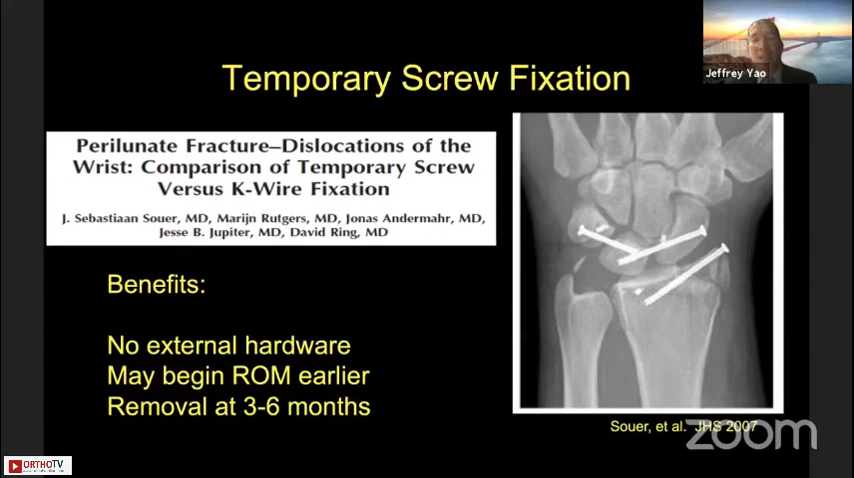 Jeffrey Yao
Temporary Screw Fixation
Perilunate Fracture–Dislocations of the
Wrist: Comparison of Temporary Screw
Versus K-Wire Fixation
J. Sebastiaan Souer, MD, Marijn Rutgers, MD, Jonas Andermahr, MD,
Jesse B. Jupiter, MD, David Ring, MD
Benefits:
No external hardware
May begin ROM earlier
Removal at 3-6 months
Souer, et al. JHS 2007
zoom
ORTHOTV